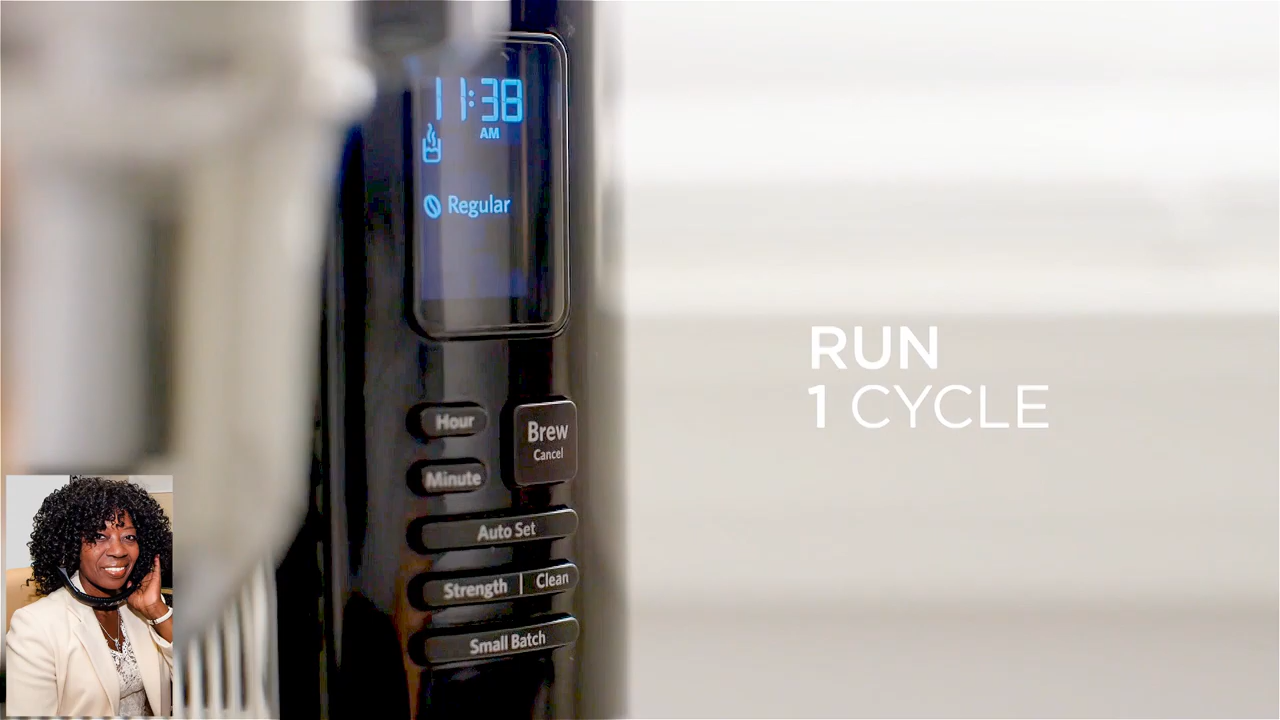 11:38
AM
Regular
Hour
Brew
Cancel
Minute
Auto Set
Strength | Clean
Small Batch
RUN
1 CYCLE